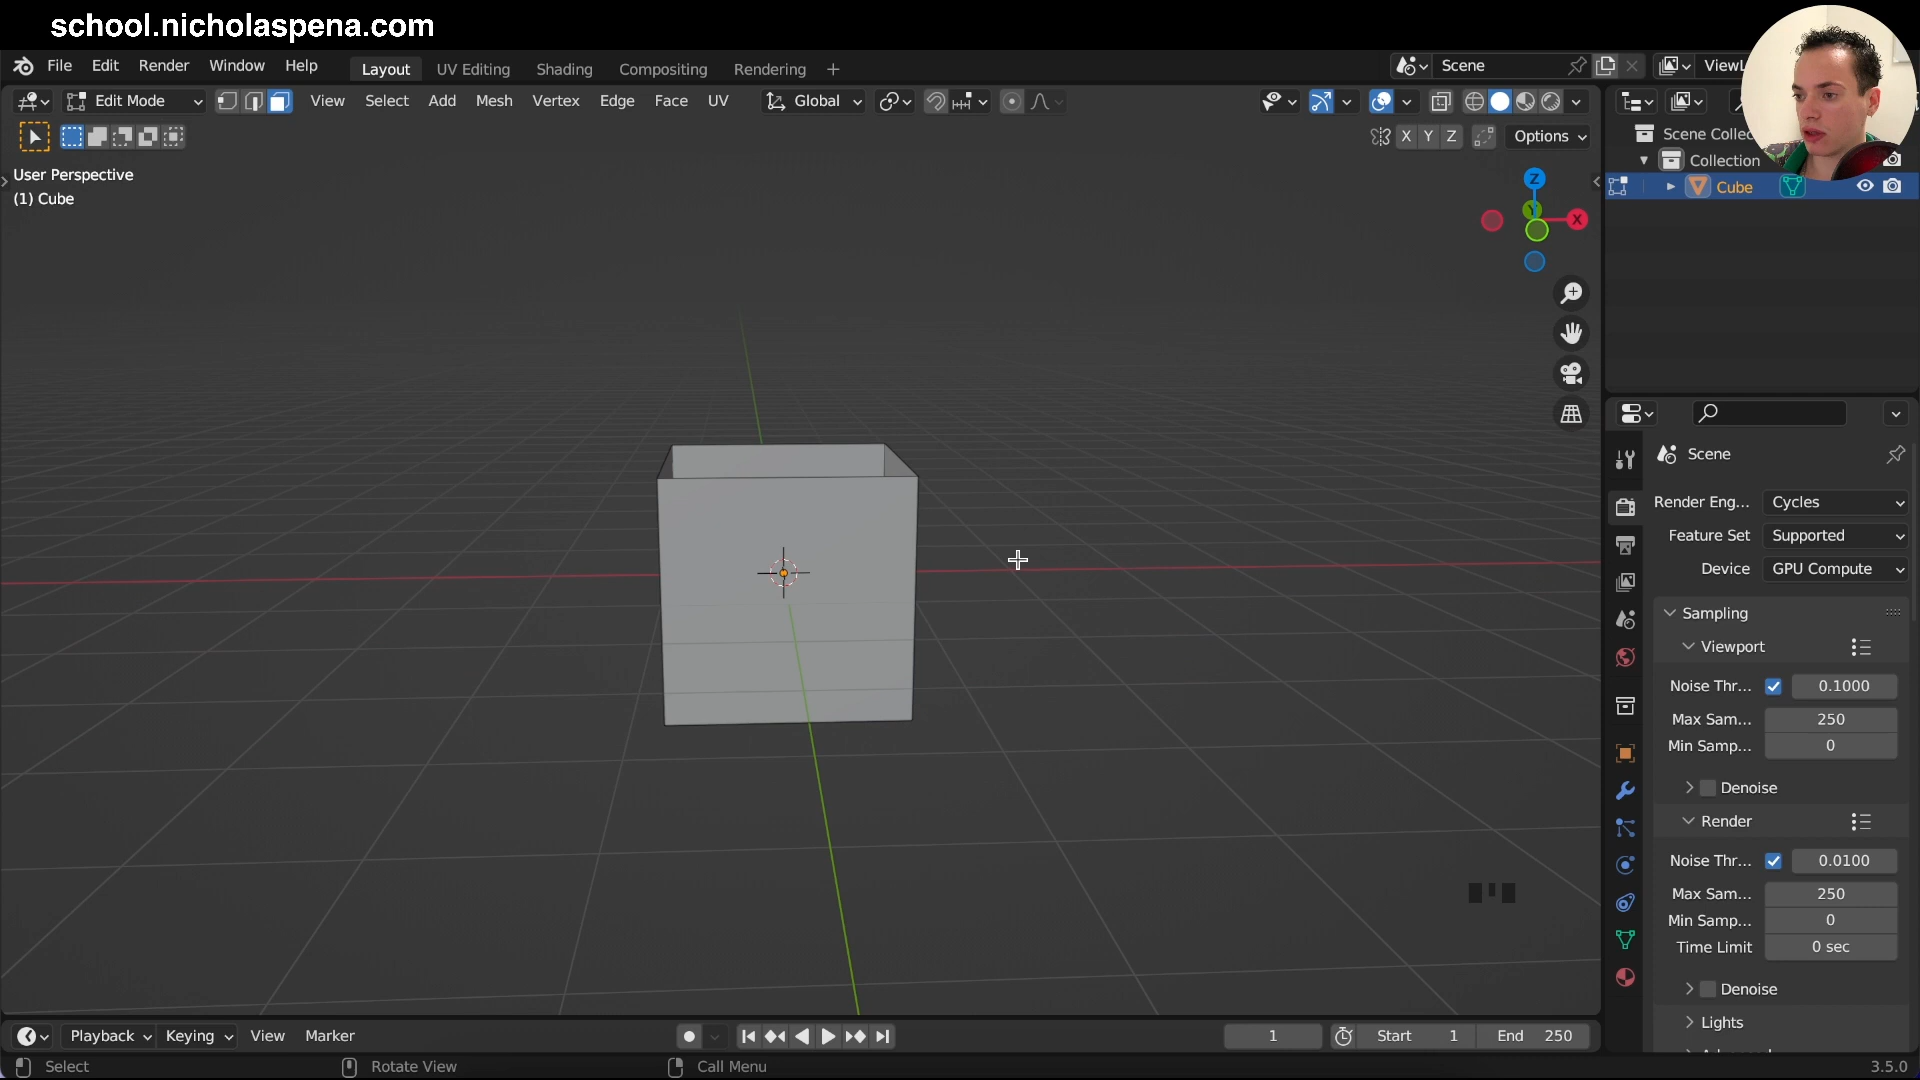 school.nicholaspena.com
File Edit Render Window Help Layout UV Editing Shading Compositing Rendering + Scene ViewL
Edit Mode View Select Add Mesh Vertex Edge Face UV Global
X Y Z Options
User Perspective
(1) Cube
Z
Y
X
Scene Collec
Collection
Cube
Scene
Render Eng... Cycles
Feature Set Supported
Device GPU Compute
Sampling
Viewport
Noise Thr... 0.1000
Max Sam... 250
Min Samp... 0
Denoise
Render
Noise Thr... 0.0100
Max Sam... 250
Min Samp... 0
Time Limit 0 sec
Denoise
Lights
Playback Keying View Marker 1 Start 1 End 250
Select Rotate View Call Menu 3.5.0